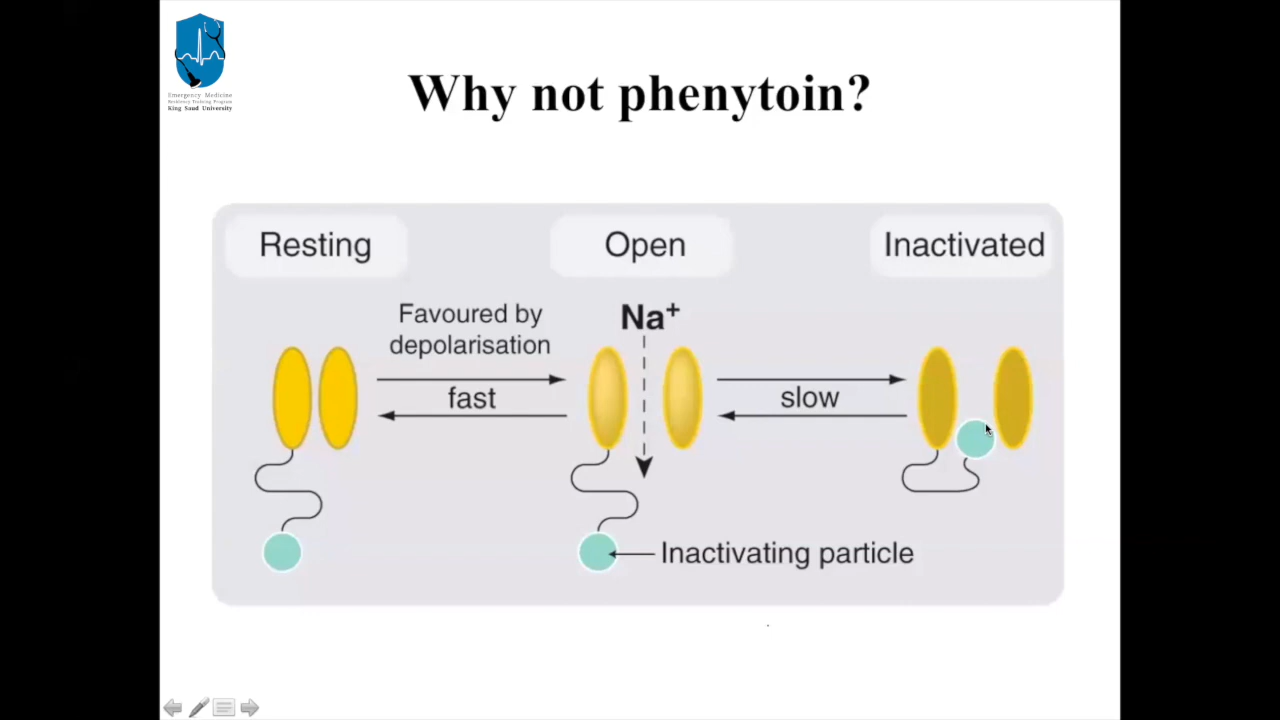 Emergency Medicine
Residency Training Program
King Saud University
Why not phenytoin?
Resting
Open
Inactivated
Favoured by
depolarisation
Na+
fast
slow
Inactivating particle